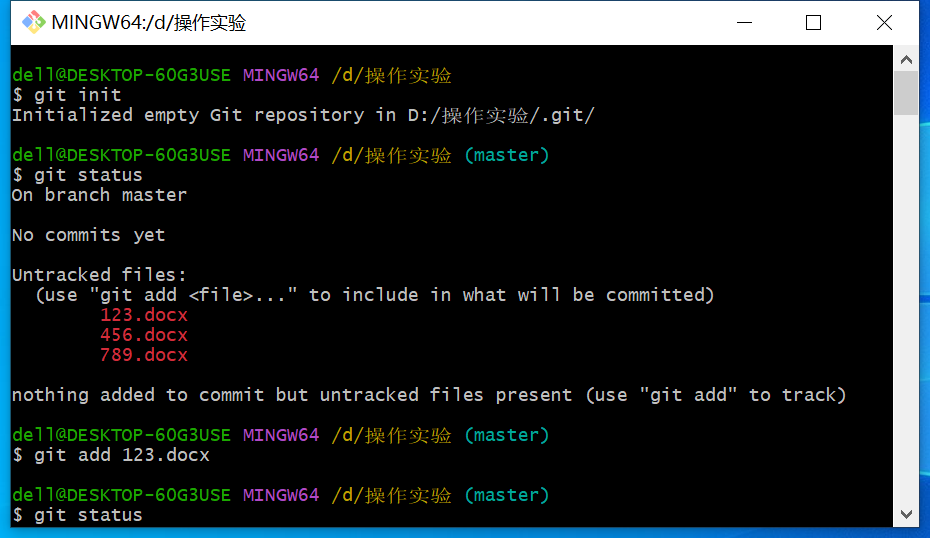 MINGW64:/d/操作实验
dell@DESKTOP-60G3USE MINGW64 /d/操作实验
$ git init
Initialized empty Git repository in D:/操作实验/.git/
dell@DESKTOP-60G3USE MINGW64 /d/操作实验 (master)
$ git status
On branch master
No commits yet
Untracked files:
  (use "git add <file>..." to include in what will be committed)
        123.docx
        456.docx
        789.docx
nothing added to commit but untracked files present (use "git add" to track)
dell@DESKTOP-60G3USE MINGW64 /d/操作实验 (master)
$ git add 123.docx
dell@DESKTOP-60G3USE MINGW64 /d/操作实验 (master)
$ git status